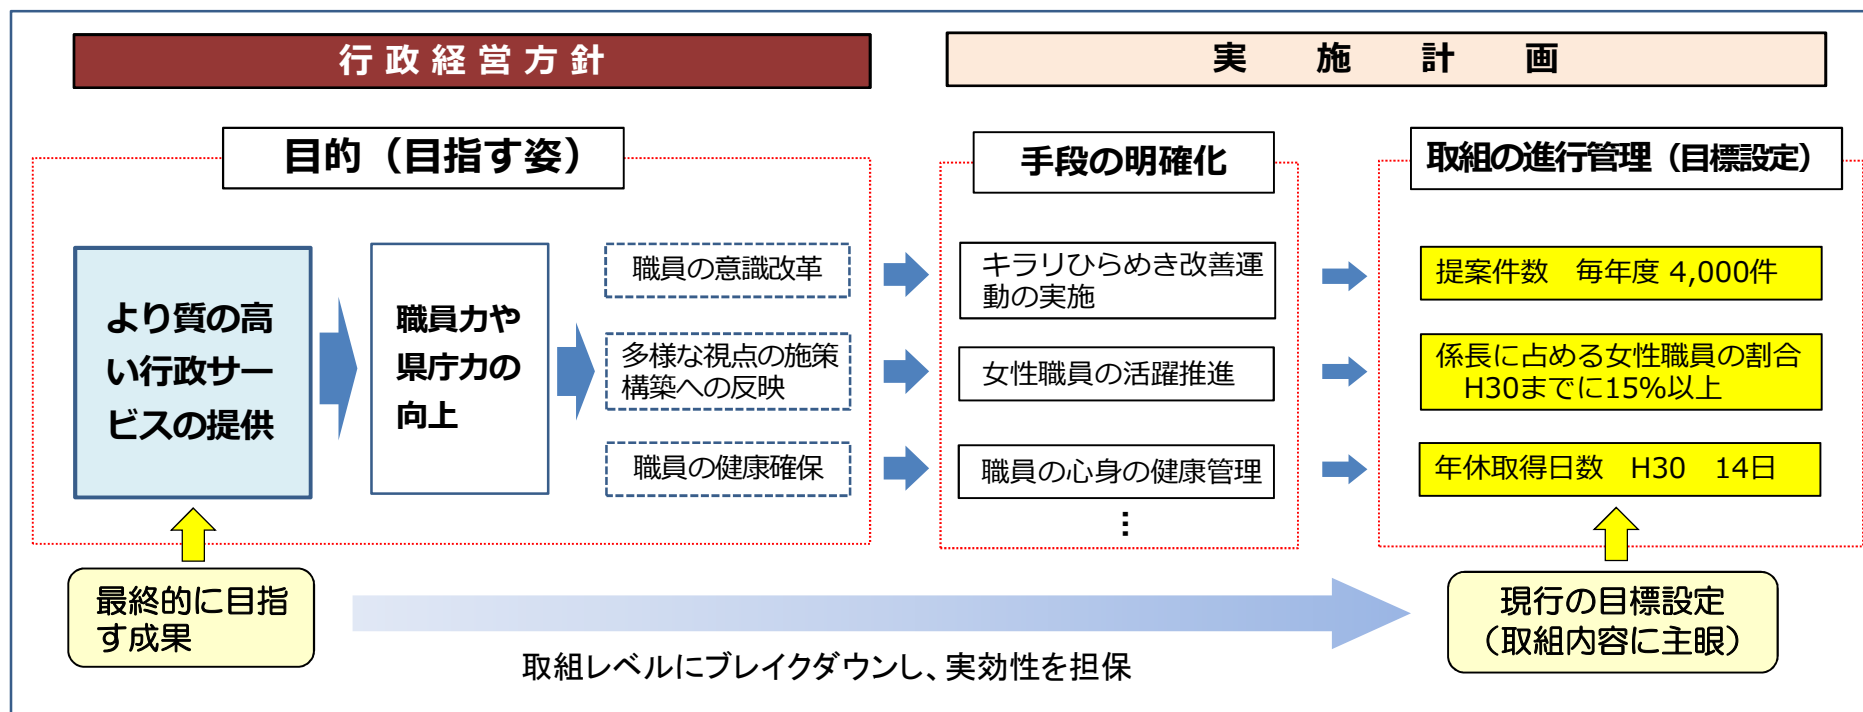 行政経営方針
実施計画
目的（目指す姿）
手段の明確化
取組の進行管理（目標設定）
より質の高
い行政サー
ビスの提供
職員力や
県庁力の
向上
職員の意識改革
多様な視点の施策
構築への反映
職員の健康確保
キラリひらめき改善運
動の実施
女性職員の活躍推進
職員の心身の健康管理
⋮
提案件数　毎年度 4,000件
係長に占める女性職員の割合
H30までに15%以上
年休取得日数　H30　14日
最終的に目指
す成果
取組レベルにブレイクダウンし、実効性を担保
現行の目標設定
（取組内容に主眼）